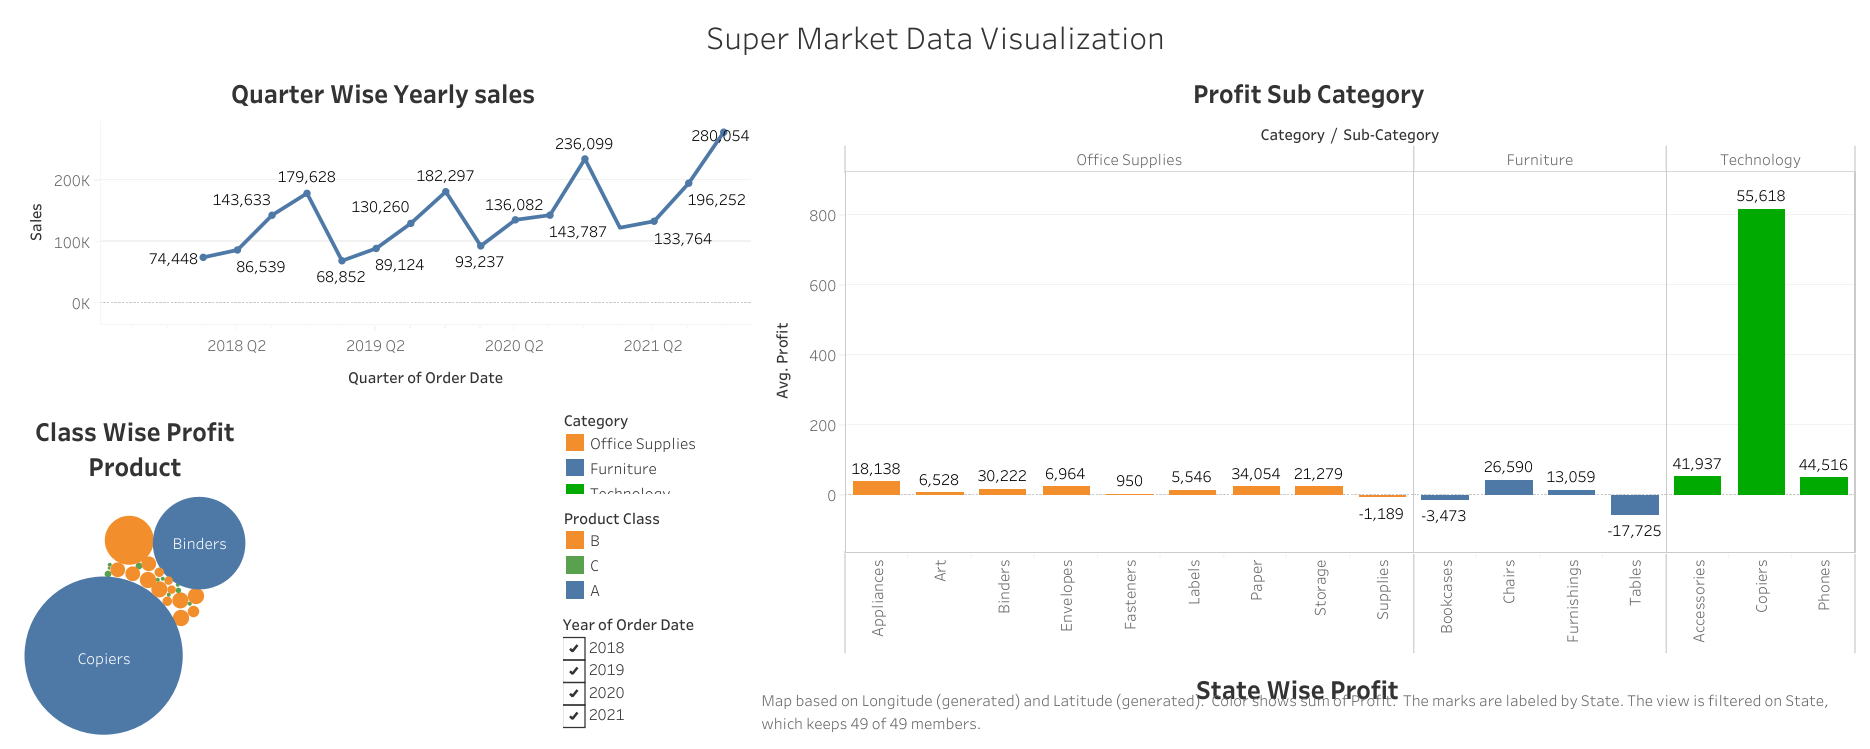 Super Market Data Visualization
Quarter Wise Yearly sales
Sales
200K
100K
0K
74,448
86,539
143,633
179,628
68,852
89,124
130,260
182,297
93,237
136,082
143,787
236,099
133,764
196,252
280,054
2018 Q2
2019 Q2
2020 Q2
2021 Q2
Quarter of Order Date
Class Wise Profit
Product
Binders
Copiers
Category
Office Supplies
Furniture
Technology
Product Class
B
C
A
Year of Order Date
2018
2019
2020
2021
Profit Sub Category
Category / Sub-Category
Office Supplies
Furniture
Technology
Avg. Profit
800
600
400
200
0
18,138
6,528
30,222
6,964
950
5,546
34,054
21,279
-1,189
-3,473
26,590
13,059
-17,725
41,937
55,618
44,516
Appliances
Art
Binders
Envelopes
Fasteners
Labels
Paper
Storage
Supplies
Bookcases
Chairs
Furnishings
Tables
Accessories
Copiers
Phones
State Wise Profit
Map based on Longitude (generated) and Latitude (generated). Color shows sum of Profit. The marks are labeled by State. The view is filtered on State,
which keeps 49 of 49 members.